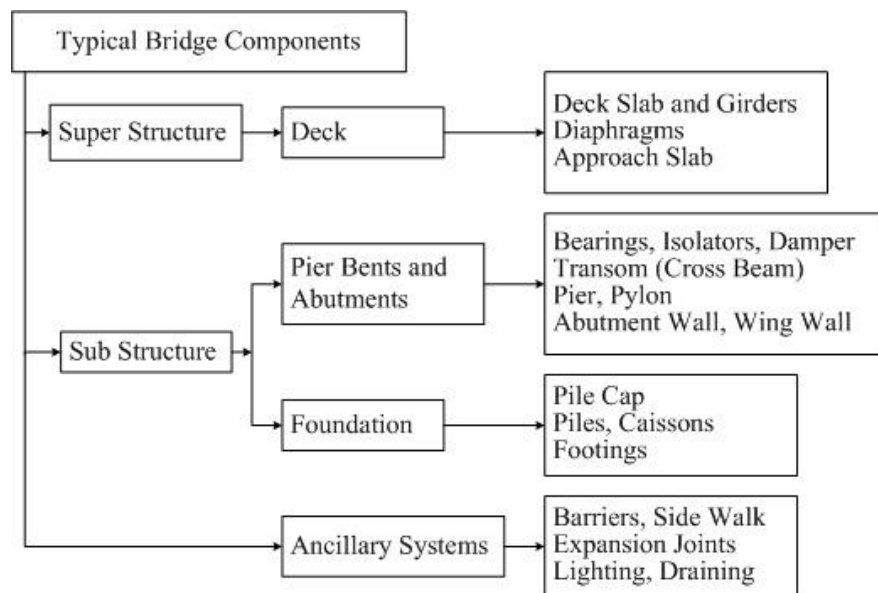 Typical Bridge Components
Super Structure
Deck
Deck Slab and Girders
Diaphragms
Approach Slab
Sub Structure
Pier Bents and
Abutments
Bearings, Isolators, Damper
Transom (Cross Beam)
Pier, Pylon
Abutment Wall, Wing Wall
Foundation
Pile Cap
Piles, Caissons
Footings
Ancillary Systems
Barriers, Side Walk
Expansion Joints
Lighting, Draining